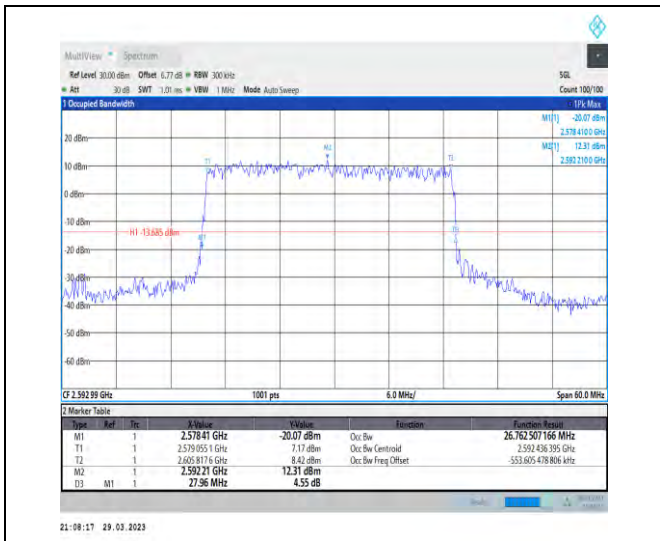 MultiView Spectrum
Ref Level 30.00 dBm Offset 6.77 dB RBW 300 kHz SGL
Att 30 dB SWT 1.01 ms VBW 1 MHz Mode Auto Sweep Count 100/100
1 Occupied Bandwidth 1Pk Max
M1[1] -20.07 dBm
2.578 410 0 GHz
M2[1] 12.31 dBm
2.592 210 0 GHz
20 dBm
M2
T1
T2
10 dBm
0 dBm
-10 dBm
H1 -13.685 dBm
M1
-20 dBm
-30 dBm
-40 dBm
-50 dBm
-60 dBm
CF 2.592 99 GHz 1001 pts 6.0 MHz/ Span 60.0 MHz
2 Marker Table
Type Ref Trc X-Value Y-Value Function Function Result
M1 1 2.578 41 GHz -20.07 dBm Occ Bw 26.762 507 166 MHz
T1 1 2.579 055 1 GHz 7.17 dBm Occ Bw Centroid 2.592 436 395 GHz
T2 1 2.605 817 6 GHz 8.42 dBm Occ Bw Freq Offset -553.605 478 806 kHz
M2 1 2.592 21 GHz 12.31 dBm
D3 M1 1 27.96 MHz 4.55 dB
21:08:17 29.03.2023